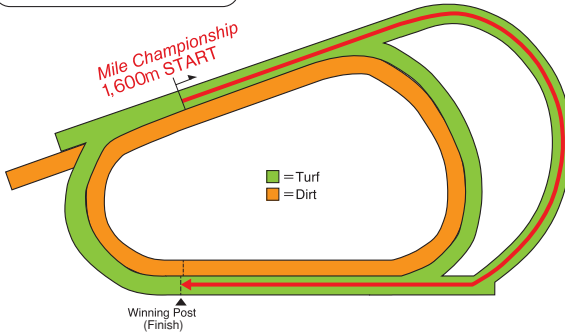 Mile Championship
1,600m START
=Turf
=Dirt
Winning Post
(Finish)